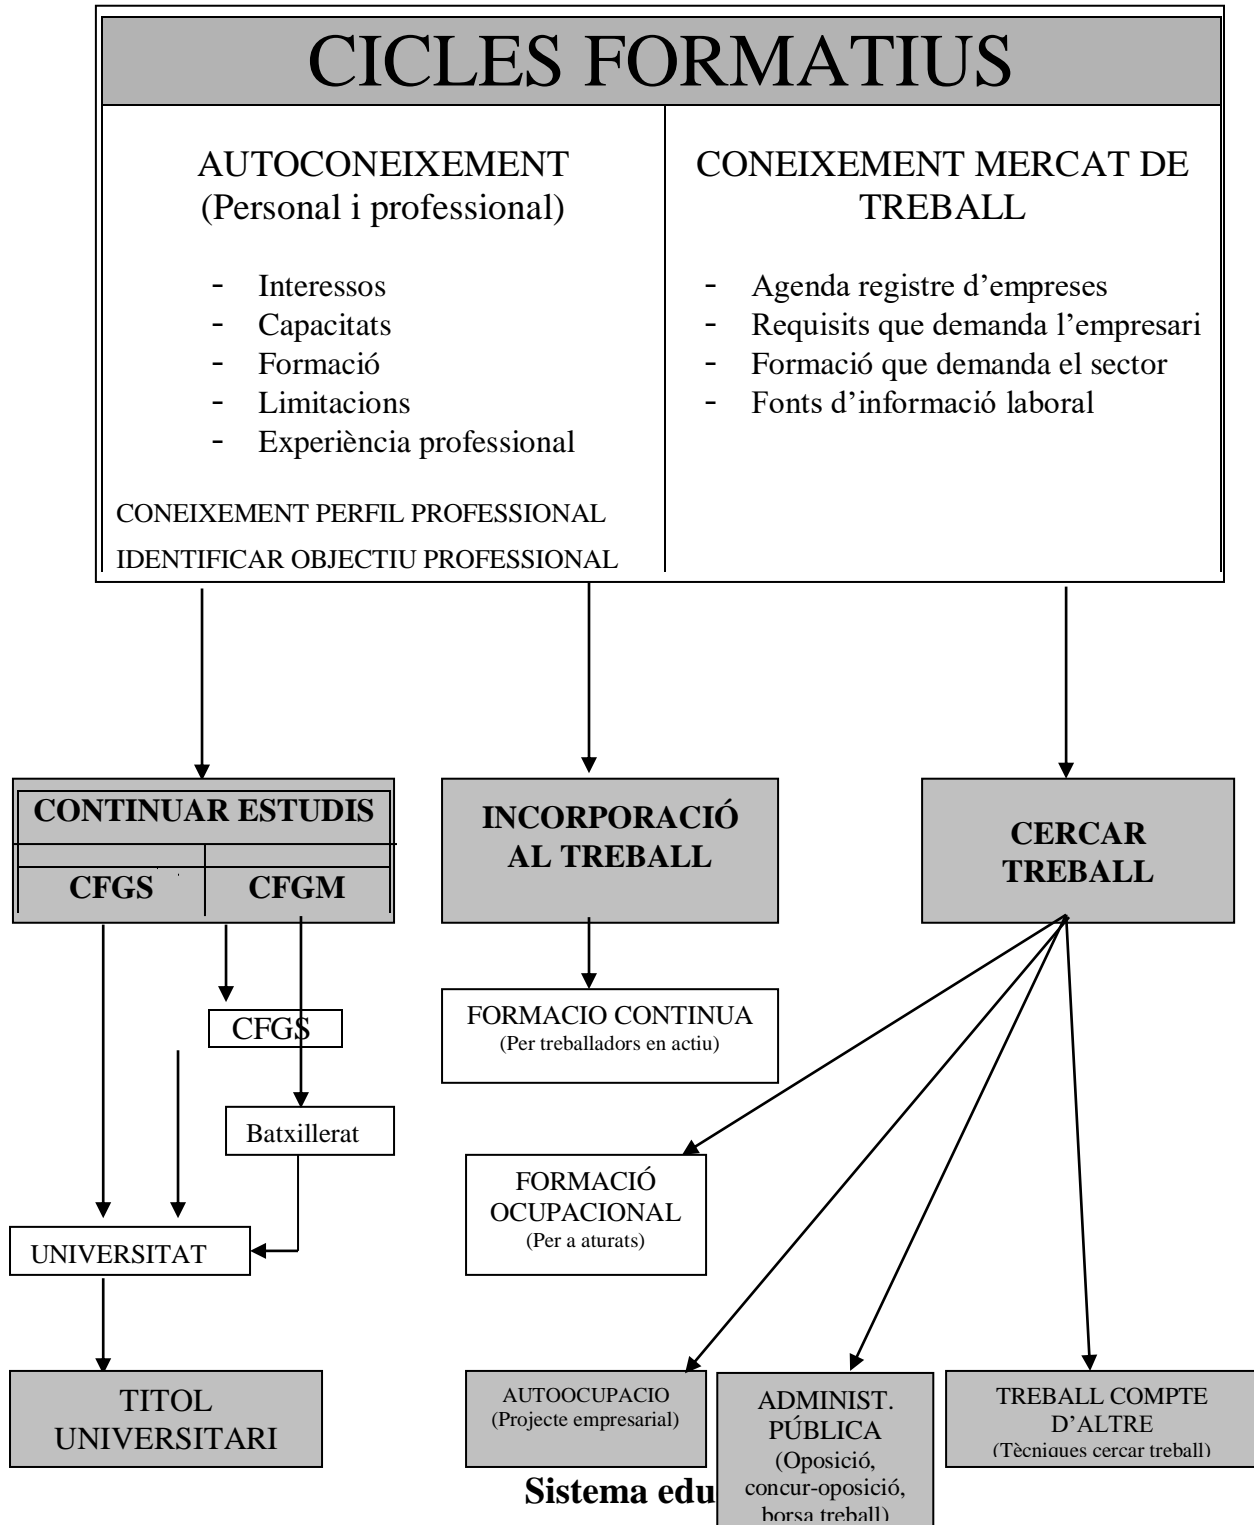 CICLES FORMATIUS
AUTOCONEIXEMENT
(Personal i professional)
- Interessos
- Capacitats
- Formació
- Limitacions
- Experiència professional
CONEIXEMENT PERFIL PROFESSIONAL
IDENTIFICAR OBJECTIU PROFESSIONAL
CONEIXEMENT MERCAT DE
TREBALL
- Agenda registre d’empreses
- Requisits que demanda l’empresari
- Formació que demanda el sector
- Fonts d’informació laboral
CONTINUAR ESTUDIS
CFGS
CFGM
INCORPORACIÓ
AL TREBALL
CERCAR
TREBALL
CFGS
FORMACIO CONTINUA
(Per treballadors en actiu)
Batxillerat
FORMACIÓ
OCUPACIONAL
(Per a aturats)
UNIVERSITAT
TITOL
UNIVERSITARI
AUTOOCUPACIO
(Projecte empresarial)
ADMINIST.
PÚBLICA
(Oposició,
concur-oposició,
borsa treball)
TREBALL COMPTE
D’ALTRE
(Tècniques cercar treball)
Sistema edu